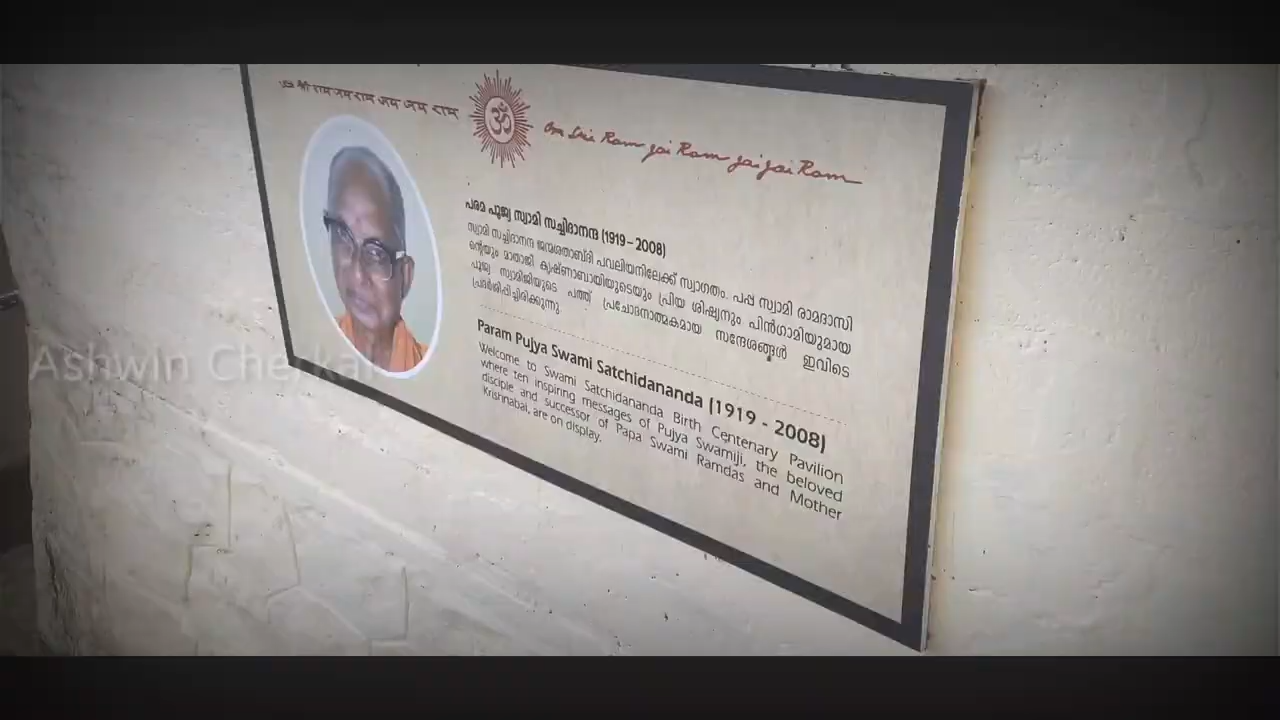 ॐ श्री राम जय राम जय जय राम
ॐ
Om Sri Ram jai Ram jai jai Ram
പരമ പൂജ്യ സ്വാമി സച്ചിദാനന്ദ (1919 – 2008)
സ്വാമി സച്ചിദാനന്ദ ജന്മശതാബ്ദി പവലിയനിലേക്ക് സ്വാഗതം. പപ്പ സ്വാമി രാമദാസി
ന്റെയും മാതാജി കൃഷ്ണാബായിയുടെയും പ്രിയ ശിഷ്യനും പിൻഗാമിയുമായ
പൂജ്യ സ്വാമിജിയുടെ പത്ത് പ്രചോദനാത്മകമായ സന്ദേശങ്ങൾ ഇവിടെ
പ്രദർശിപ്പിച്ചിരിക്കുന്നു.
Param Pujya Swami Satchidananda (1919 - 2008)
Welcome to Swami Satchidananda Birth Centenary Pavilion
where ten inspiring messages of Pujya Swamiji, the beloved
disciple and successor of Papa Swami Ramdas and Mother
Krishnabai, are on display.
Ashwin